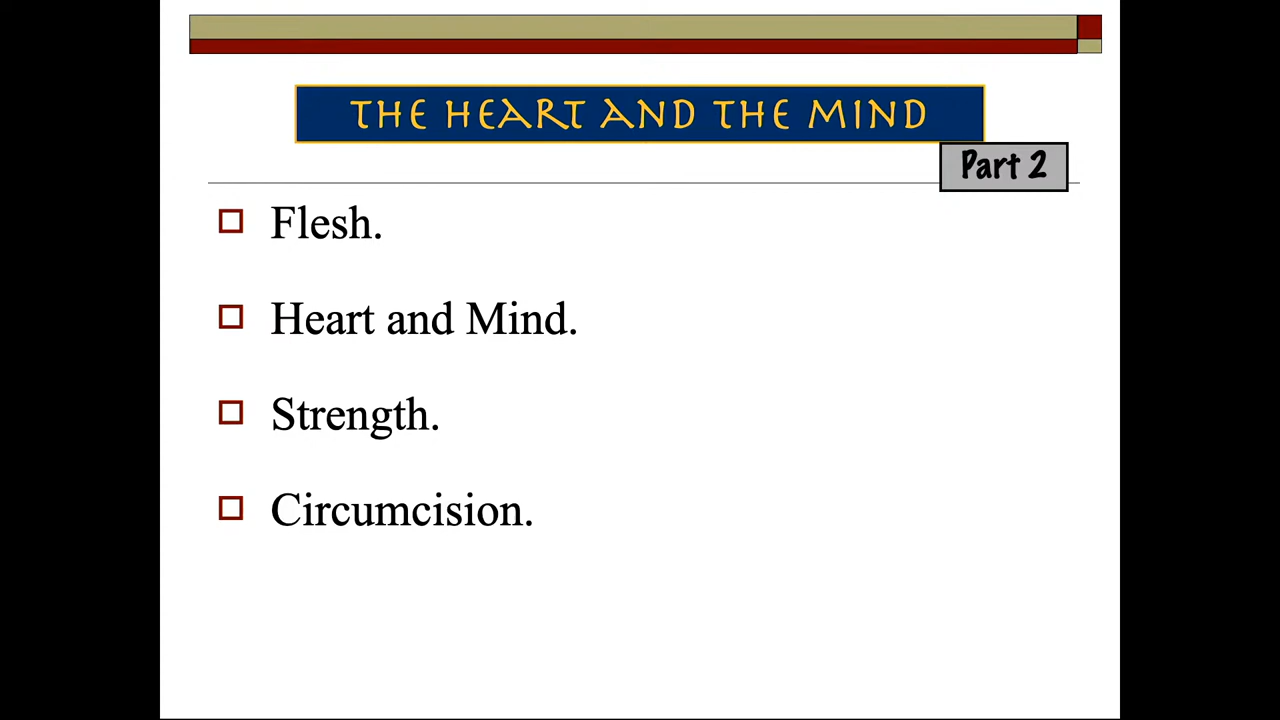 THE HEART AND THE MIND
Part 2
Flesh.
Heart and Mind.
Strength.
Circumcision.